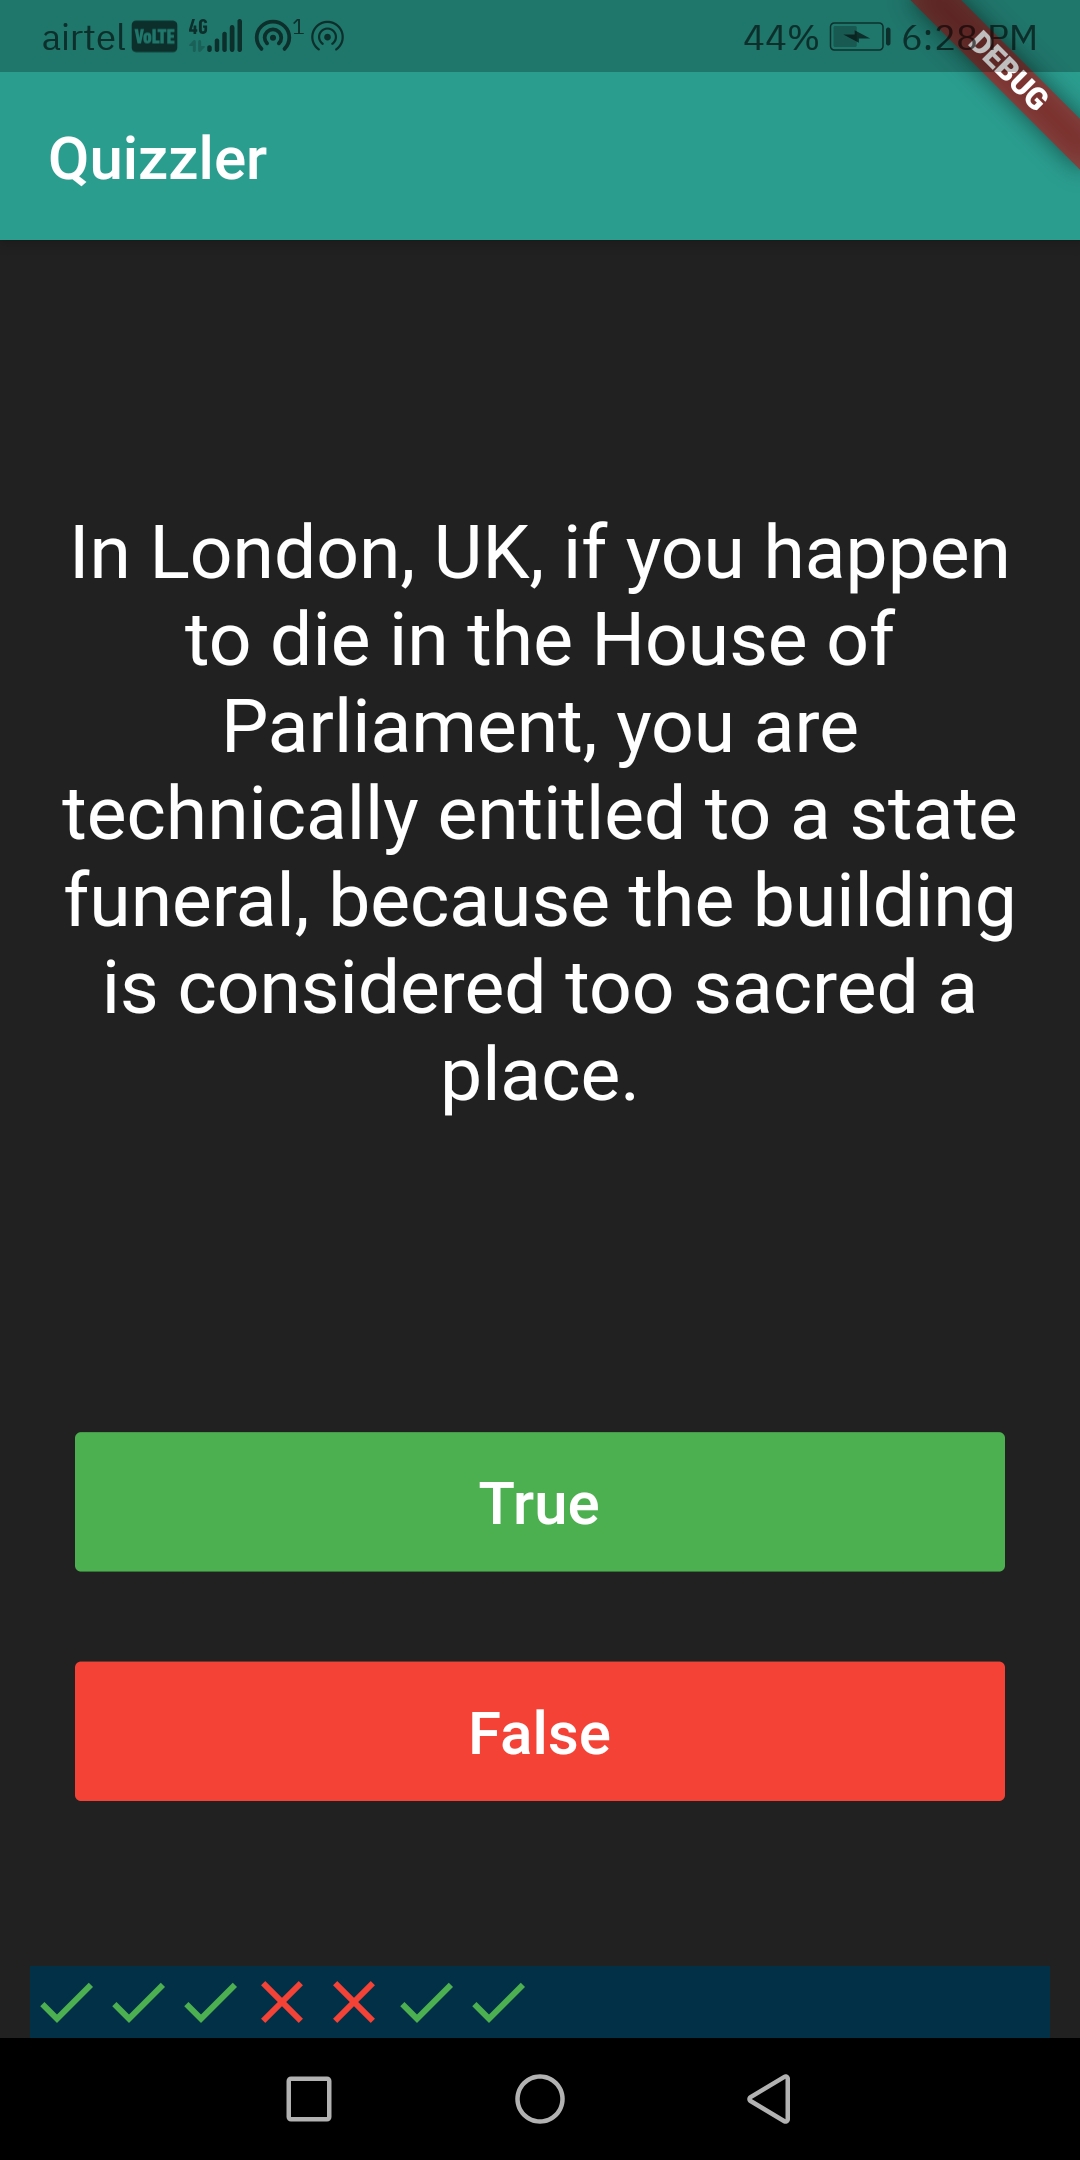 airtel VoLTE 4G 1 44% 6:28 PM
DEBUG
Quizzler
In London, UK, if you happen
to die in the House of
Parliament, you are
technically entitled to a state
funeral, because the building
is considered too sacred a
place.
True
False